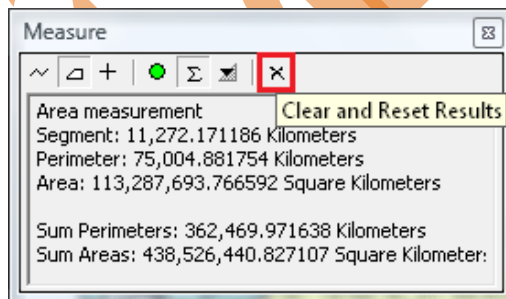 Measure
Σ
Clear and Reset Results
Area measurement
Segment: 11,272.171186 Kilometers
Perimeter: 75,004.881754 Kilometers
Area: 113,287,693.766592 Square Kilometers
Sum Perimeters: 362,469.971638 Kilometers
Sum Areas: 438,526,440.827107 Square Kilometer: